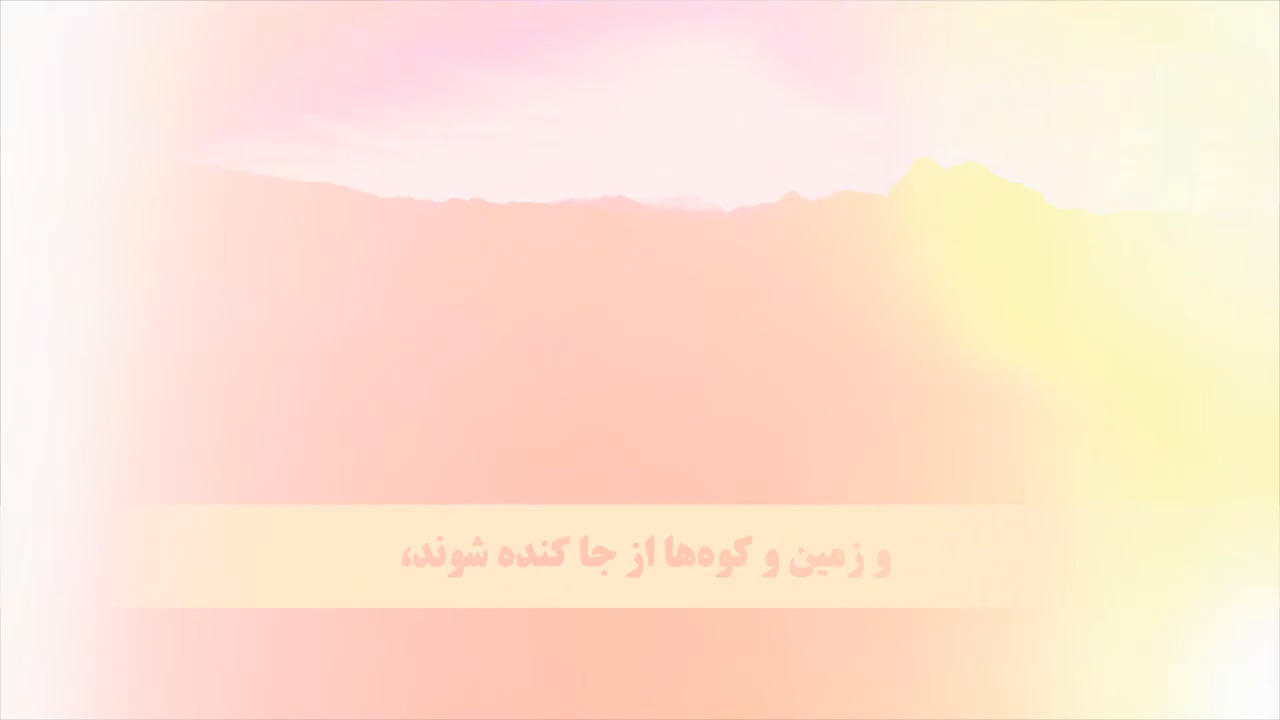 و زمین و کوه‌ها از جا کنده شوند،